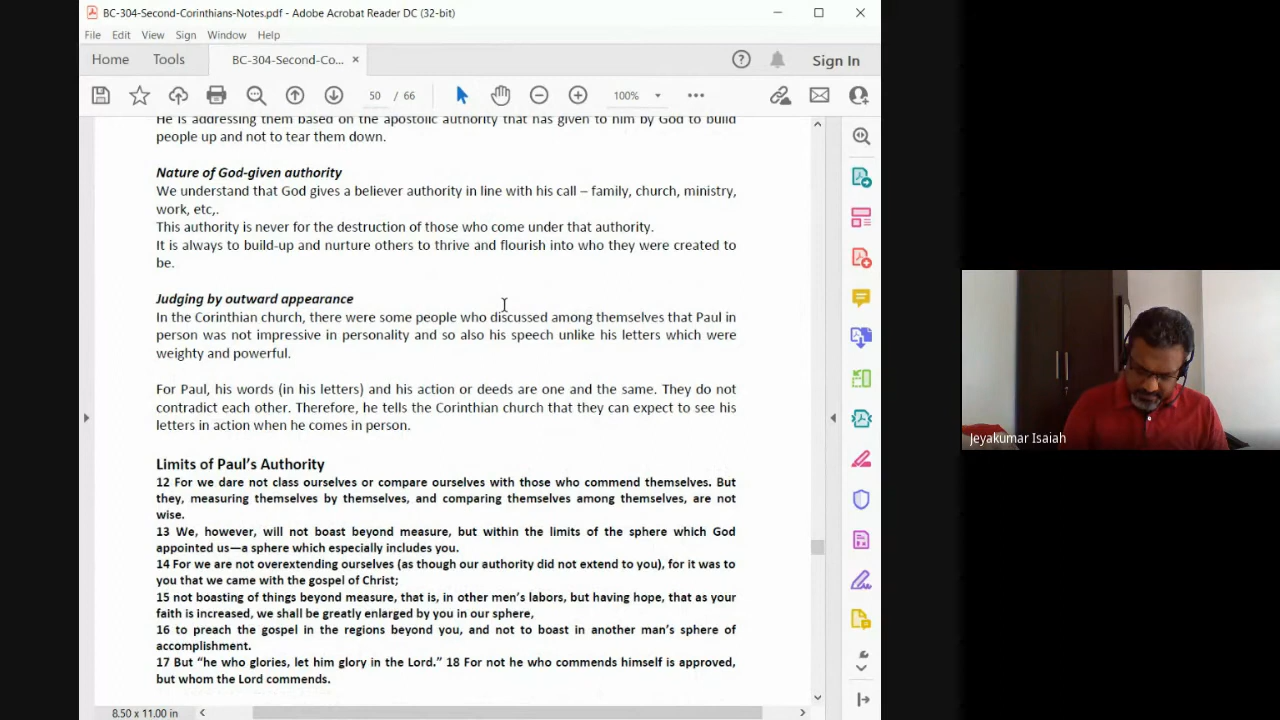 BC-304-Second-Corinthians-Notes.pdf - Adobe Acrobat Reader DC (32-bit)
File Edit View Sign Window Help
Home Tools BC-304-Second-Co... × Sign In
50 / 66 100%
He is addressing them based on the apostolic authority that has given to him by God to build
people up and not to tear them down.
Nature of God-given authority
We understand that God gives a believer authority in line with his call – family, church, ministry,
work, etc,.
This authority is never for the destruction of those who come under that authority.
It is always to build-up and nurture others to thrive and flourish into who they were created to
be.
Judging by outward appearance
In the Corinthian church, there were some people who discussed among themselves that Paul in
person was not impressive in personality and so also his speech unlike his letters which were
weighty and powerful.
For Paul, his words (in his letters) and his action or deeds are one and the same. They do not
contradict each other. Therefore, he tells the Corinthian church that they can expect to see his
letters in action when he comes in person.
Limits of Paul's Authority
12 For we dare not class ourselves or compare ourselves with those who commend themselves. But
they, measuring themselves by themselves, and comparing themselves among themselves, are not
wise.
13 We, however, will not boast beyond measure, but within the limits of the sphere which God
appointed us—a sphere which especially includes you.
14 For we are not overextending ourselves (as though our authority did not extend to you), for it was to
you that we came with the gospel of Christ;
15 not boasting of things beyond measure, that is, in other men's labors, but having hope, that as your
faith is increased, we shall be greatly enlarged by you in our sphere,
16 to preach the gospel in the regions beyond you, and not to boast in another man's sphere of
accomplishment.
17 But “he who glories, let him glory in the Lord.” 18 For not he who commends himself is approved,
but whom the Lord commends.
8.50 x 11.00 in
Jeyakumar Isaiah